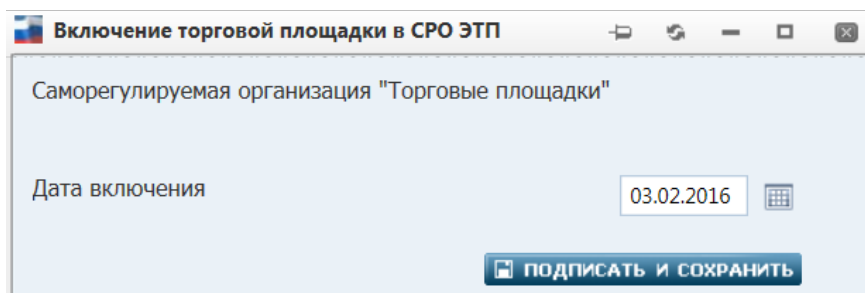 Включение торговой площадки в СРО ЭТП
Саморегулируемая организация "Торговые площадки"
Дата включения
03.02.2016
ПОДПИСАТЬ И СОХРАНИТЬ